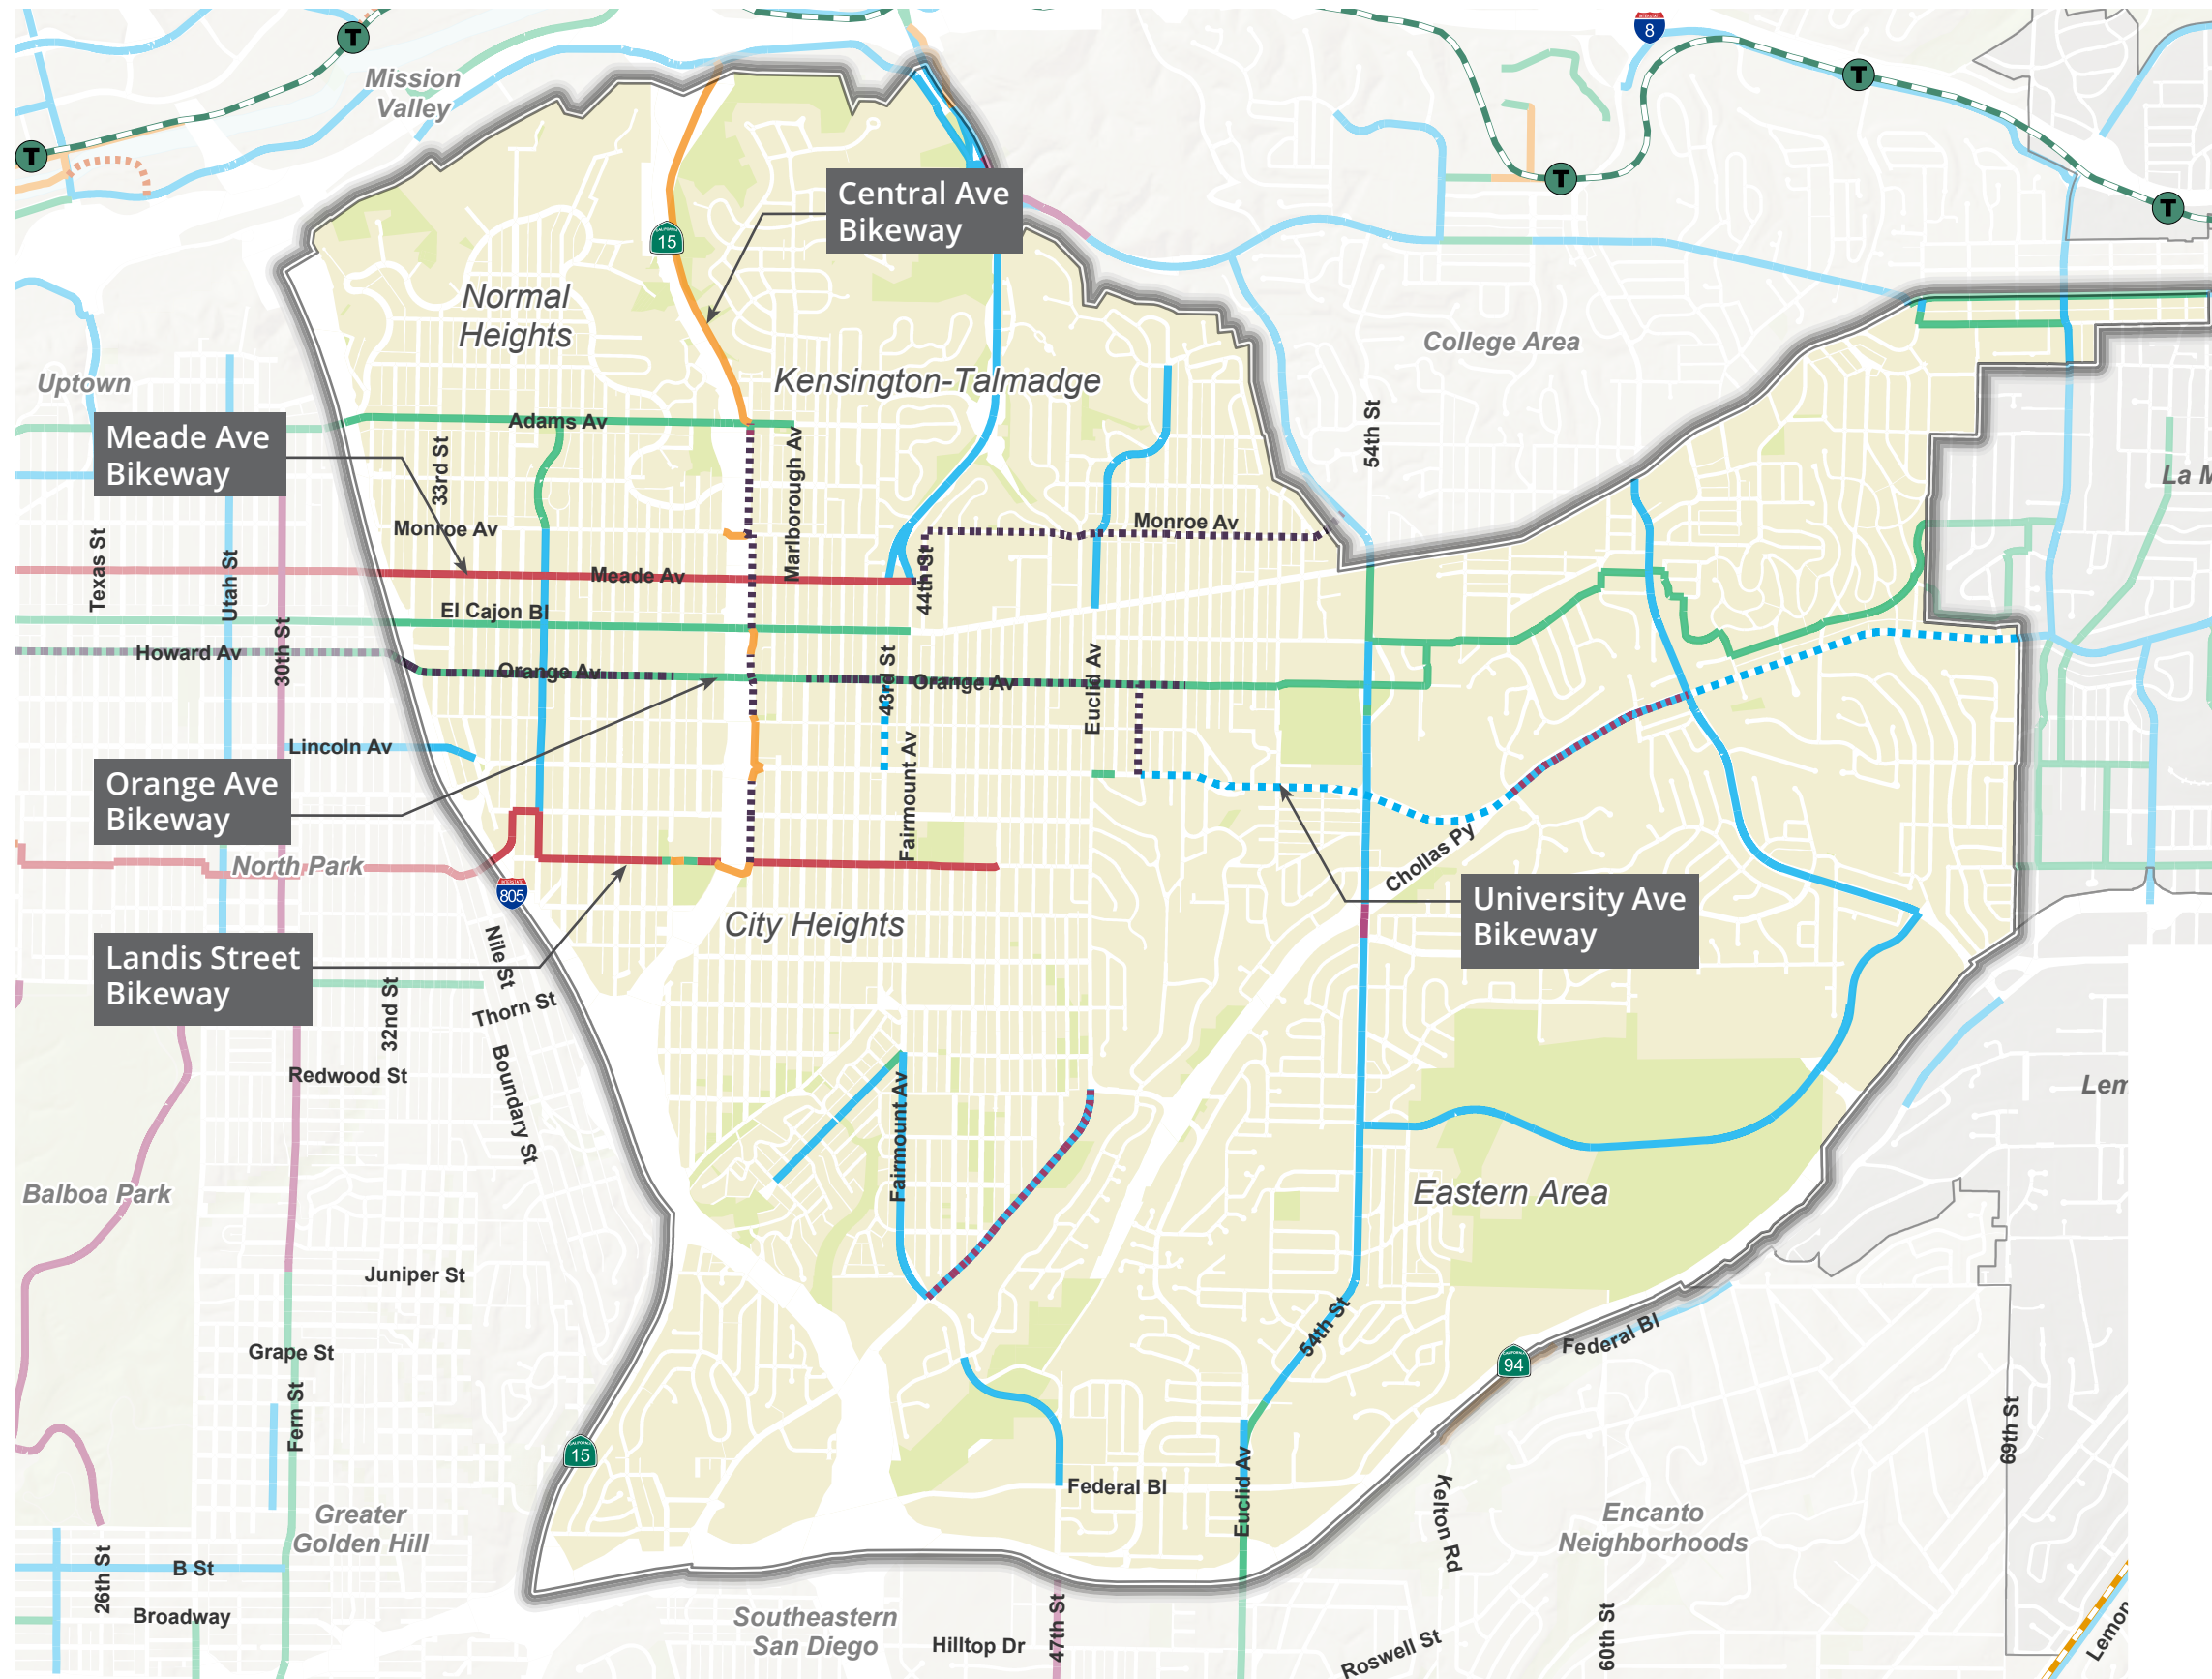 T
Mission
Valley
INTERSTATE
8
T
T
T
T
CALIFORNIA
15
Central Ave
Bikeway
Normal
Heights
College Area
Uptown
Kensington-Talmadge
54th St
Adams Av
Meade Ave
Bikeway
33rd St
Marlborough Av
La M
Monroe Av
Monroe Av
Texas St
Utah St
Meade Av
44th St
El Cajon Bl
30th St
Howard Av
Orange Av
43rd St
Orange Av
Euclid Av
Lincoln Av
Fairmount Av
Orange Ave
Bikeway
Chollas Py
North Park
INTERSTATE
805
University Ave
Bikeway
City Heights
Landis Street
Bikeway
Nile St
32nd St
Thorn St
Redwood St
Boundary St
Fairmount Av
Lem
Balboa Park
Eastern Area
Juniper St
54th St
Federal Bl
Grape St
CALIFORNIA
94
Fern St
69th St
CALIFORNIA
15
Federal Bl
Euclid Av
Kelton Rd
Greater
Golden Hill
Encanto
Neighborhoods
B St
26th St
Broadway
Southeastern
San Diego
Hilltop Dr
47th St
Roswell St
60th St
Lemon